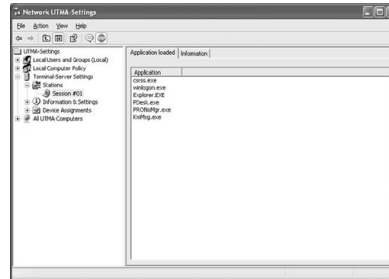 Network UTMA-Settings
File Action View Help
UTMA-Settings
Local Users and Groups (Local)
Local Computer Policy
Terminal-Server Settings
Stations
Session #01
Information & Settings
Device Assignments
All UTMA Computers
Application loaded Information
Application
csrss.exe
winlogon.exe
Explorer.EXE
PDesk.exe
PRONoMgr.exe
KixMsg.exe